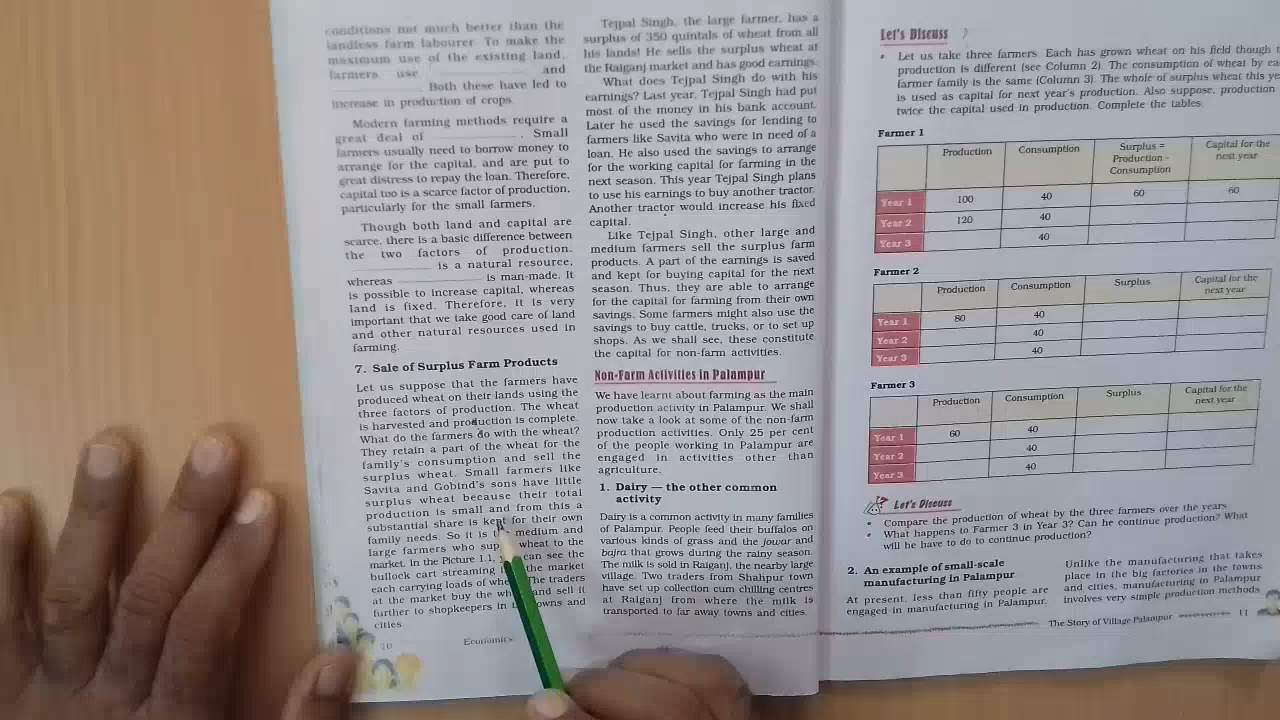 conditions not much better than the
landless farm labourer. To make the
maximum use of the existing land,
farmers use ____________ and
____________. Both these have led to
increase in production of crops.
Modern farming methods require a
great deal of ____________. Small
farmers usually need to borrow money to
arrange for the capital, and are put to
great distress to repay the loan. Therefore,
capital too is a scarce factor of production,
particularly for the small farmers.
Though both land and capital are
scarce, there is a basic difference between
the two factors of production.
____________ is a natural resource,
whereas ____________ is man-made. It
is possible to increase capital, whereas
land is fixed. Therefore, it is very
important that we take good care of land
and other natural resources used in
farming.
7. Sale of Surplus Farm Products
Let us suppose that the farmers have
produced wheat on their lands using the
three factors of production. The wheat
is harvested and production is complete.
What do the farmers do with the wheat?
They retain a part of the wheat for the
family's consumption and sell the
surplus wheat. Small farmers like
Savita and Gobind's sons have little
surplus wheat because their total
production is small and from this a
substantial share is kept for their own
family needs. So it is the medium and
large farmers who supply wheat to the
market. In the Picture 1.1, you can see the
bullock cart streaming the market
each carrying loads of wheat. The traders
at the market buy the wheat and sell it
further to shopkeepers in towns and
cities.
10
Economics
Tejpal Singh, the large farmer, has a
surplus of 350 quintals of wheat from all
his lands! He sells the surplus wheat at
the Raiganj market and has good earnings.
What does Tejpal Singh do with his
earnings? Last year, Tejpal Singh had put
most of the money in his bank account.
Later he used the savings for lending to
farmers like Savita who were in need of a
loan. He also used the savings to arrange
for the working capital for farming in the
next season. This year Tejpal Singh plans
to use his earnings to buy another tractor.
Another tractor would increase his fixed
capital.
Like Tejpal Singh, other large and
medium farmers sell the surplus farm
products. A part of the earnings is saved
and kept for buying capital for the next
season. Thus, they are able to arrange
for the capital for farming from their own
savings. Some farmers might also use the
savings to buy cattle, trucks, or to set up
shops. As we shall see, these constitute
the capital for non-farm activities.
Non-Farm Activities in Palampur
We have learnt about farming as the main
production activity in Palampur. We shall
now take a look at some of the non-farm
production activities. Only 25 per cent
of the people working in Palampur are
engaged in activities other than
agriculture.
1. Dairy — the other common
activity
Dairy is a common activity in many families
of Palampur. People feed their buffalos on
various kinds of grass and the jowar and
bajra that grows during the rainy season.
The milk is sold in Raiganj, the nearby large
village. Two traders from Shahpur town
have set up collection cum chilling centres
at Raiganj from where the milk is
transported to far away towns and cities.
Let's Discuss
• Let us take three farmers. Each has grown wheat on his field though
production is different (see Column 2). The consumption of wheat by
farmer family is the same (Column 3). The whole of surplus wheat this
is used as capital for next year's production. Also suppose, production
twice the capital used in production. Complete the tables.
Farmer 1
Production Consumption Surplus = Production - Consumption Capital for the next year
Year 1 100 40 60 60
Year 2 120 40
Year 3 40
Farmer 2
Production Consumption Surplus Capital for the next year
Year 1 80 40
Year 2 40
Year 3 40
Farmer 3
Production Consumption Surplus Capital for the next year
Year 1 60 40
Year 2 40
Year 3 40
Let's Discuss
• Compare the production of wheat by the three farmers over the years
• What happens to Farmer 3 in Year 3? Can he continue production? What
will he have to do to continue production?
2. An example of small-scale
manufacturing in Palampur
At present, less than fifty people are
engaged in manufacturing in Palampur.
Unlike the manufacturing that takes
place in the big factories in the towns
and cities, manufacturing in Palampur
involves very simple production methods
The Story of Village Palampur
11